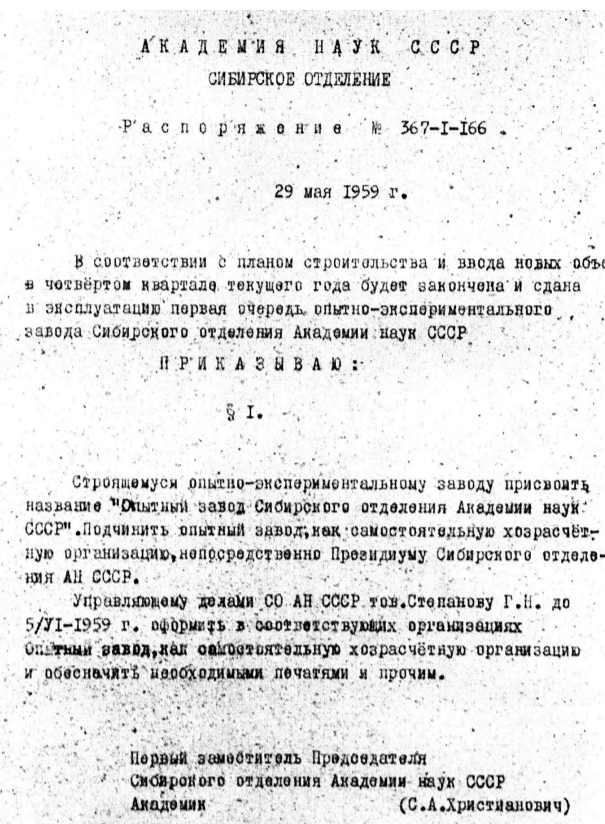 АКАДЕМИЯ НАУК СССР
СИБИРСКОЕ ОТДЕЛЕНИЕ
Распоряжение № 367-I-I66
29 мая I959 г.
В соответствии с планом строительства и ввода новых объе
в четвёртом квартале текущего года будет закончена и сдана
в эксплуатацию первая очередь опытно-экспериментального
завода Сибирского отделения Академии наук СССР
ПРИКАЗЫВАЮ:
§ I.
Строящемуся опытно-экспериментальному заводу присвоить
название "Опытный завод Сибирского отделения Академии наук
СССР".Подчинить опытный завод,как самостоятельную хозрасчёт-
ную организацию,непосредственно Президиуму Сибирского отделе-
ния АН СССР.
Управляющему делами СО АН СССР тов.Степанову Г.Н. до
5/УI-1959 г. оформить в соответствующих организациях
Опытный завод,как самостоятельную хозрасчётную организацию
и обеспечить необходимыми печатями и прочим.
Первый заместитель Председателя
Сибирского отделения Академии наук СССР
Академик (С.А.Христианович)